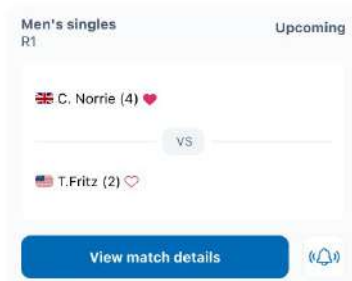 Men's singles
R1
Upcoming
C. Norrie (4)
VS
T.Fritz (2)
View match details